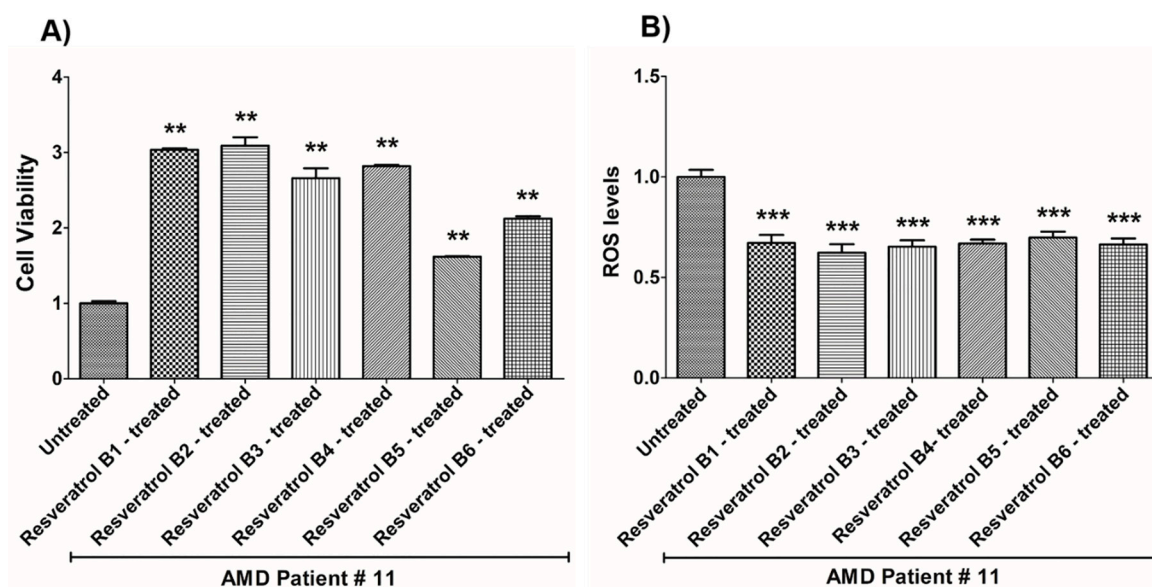 A)
Cell Viability
4
3
2
1
0
**
**
**
**
**
**
Untreated
Resveratrol B1 - treated
Resveratrol B2 - treated
Resveratrol B3 - treated
Resveratrol B4 - treated
Resveratrol B5 - treated
Resveratrol B6 - treated
AMD Patient # 11
B)
ROS levels
1.5
1.0
0.5
0.0
***
***
***
***
***
***
Untreated
Resveratrol B1 - treated
Resveratrol B2 - treated
Resveratrol B3 - treated
Resveratrol B4- treated
Resveratrol B5 - treated
Resveratrol B6 - treated
AMD Patient # 11